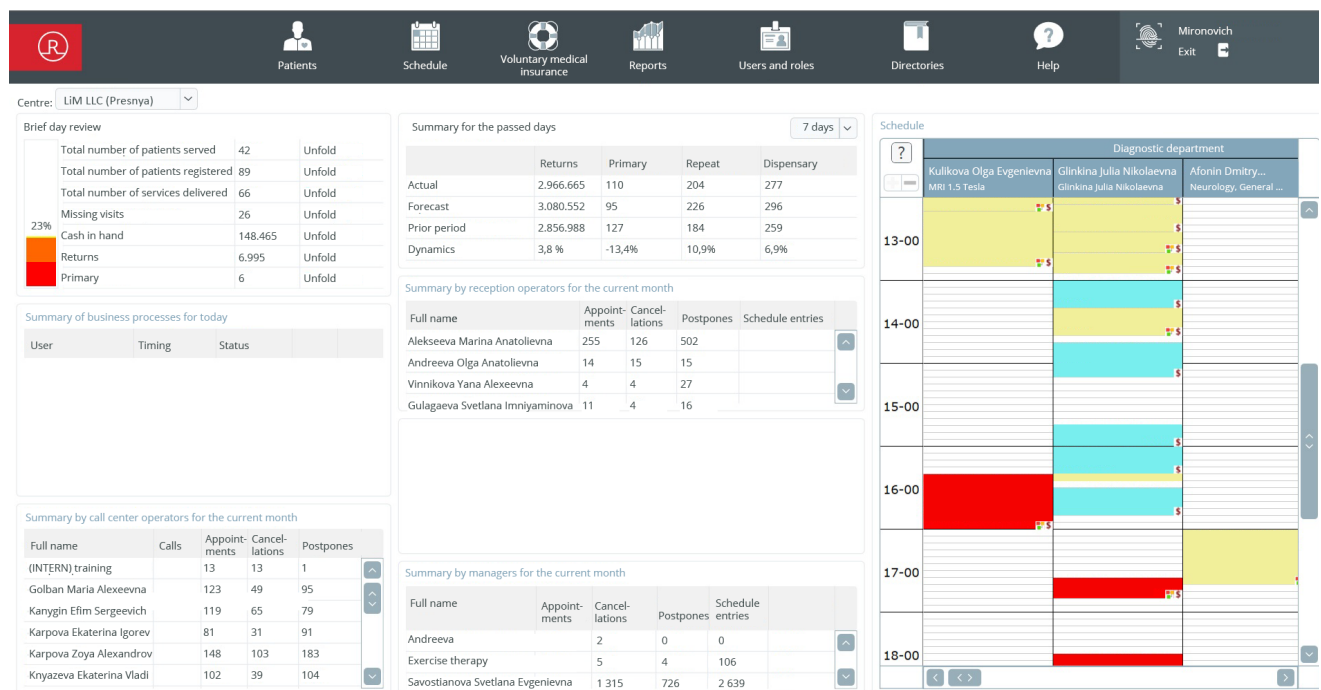 R
Patients
Schedule
Voluntary medical
insurance
Reports
Users and roles
Directories
?
Help
Mironovich
Exit
Centre: LiM LLC (Presnya)
Brief day review
Total number of patients served 42 Unfold
Total number of patients registered 89 Unfold
Total number of services delivered 66 Unfold
Missing visits 26 Unfold
23%
Cash in hand 148.465 Unfold
Returns 6.995 Unfold
Primary 6 Unfold
Summary of business processes for today
User Timing Status
Summary by call center operators for the current month
Full name Calls Appoint- Cancel- Postpones
ments lations
(INTERN) training 13 13 1
Golban Maria Alexeevna 123 49 95
Kanygin Efim Sergeevich 119 65 79
Karpova Ekaterina Igorev 81 31 91
Karpova Zoya Alexandrov 148 103 183
Knyazeva Ekaterina Vladi 102 39 104
Summary for the passed days 7 days
Returns Primary Repeat Dispensary
Actual 2.966.665 110 204 277
Forecast 3.080.552 95 226 296
Prior period 2.856.988 127 184 259
Dynamics 3,8 % -13,4% 10,9% 6,9%
Summary by reception operators for the current month
Full name Appoint- Cancel- Postpones Schedule entries
ments lations
Alekseeva Marina Anatolievna 255 126 502
Andreeva Olga Anatolievna 14 15 15
Vinnikova Yana Alexeevna 4 4 27
Gulagaeva Svetlana Imniyaminova 11 4 16
Summary by managers for the current month
Full name Appoint- Cancel- Postpones Schedule
ments lations entries
Andreeva 2 0 0
Exercise therapy 5 4 106
Savostianova Svetlana Evgenievna 1 315 726 2 639
Schedule
?
Diagnostic department
Kulikova Olga Evgenievna Glinkina Julia Nikolaevna Afonin Dmitry...
MRI 1.5 Tesla Glinkina Julia Nikolaevna Neurology, General ...
$
$
$
13-00
$
$
$
$
14-00
$
$
15-00
$
$
16-00
$
$
17-00
$
18-00